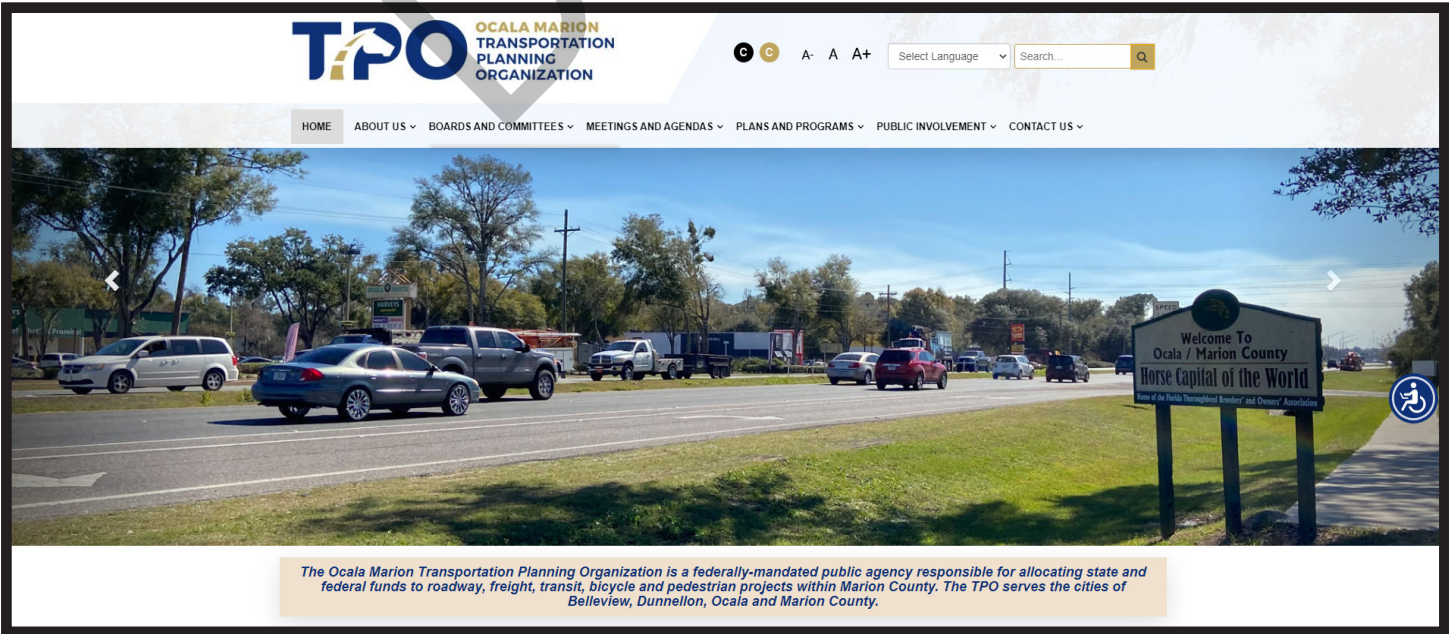 TPO
OCALA MARION
TRANSPORTATION
PLANNING
ORGANIZATION
C C A- A A+ Select Language Search...
HOME ABOUT US BOARDS AND COMMITTEES MEETINGS AND AGENDAS PLANS AND PROGRAMS PUBLIC INVOLVEMENT CONTACT US
HARVEYS
SPEED
Welcome To
Ocala / Marion County
Horse Capital of the World
Home of the Florida Thoroughbred Breeders' and Owners' Association
The Ocala Marion Transportation Planning Organization is a federally-mandated public agency responsible for allocating state and
federal funds to roadway, freight, transit, bicycle and pedestrian projects within Marion County. The TPO serves the cities of
Belleview, Dunnellon, Ocala and Marion County.